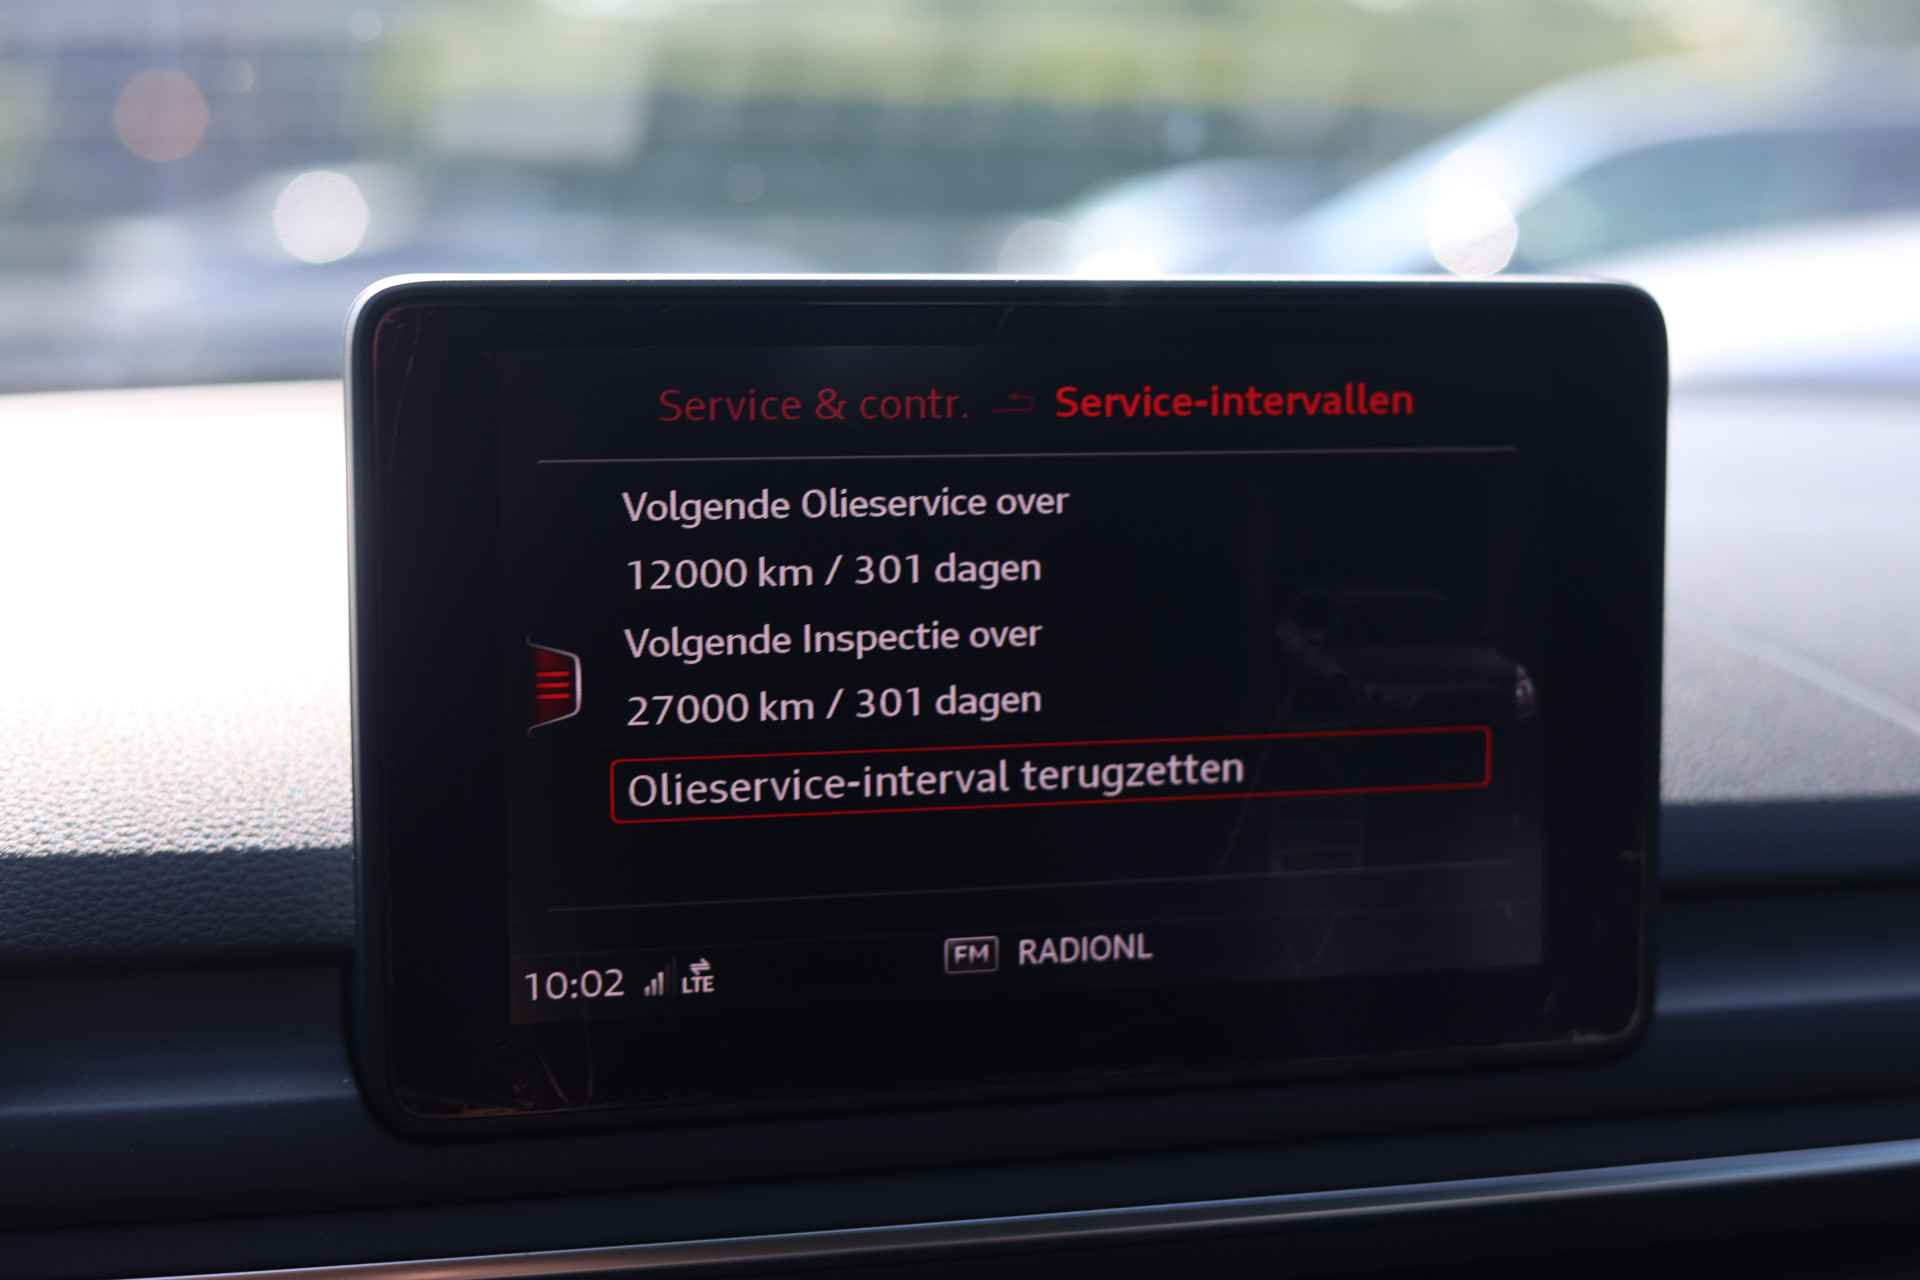 Service & contr. Service-intervallen
Volgende Olieservice over
12000 km / 301 dagen
Volgende Inspectie over
27000 km / 301 dagen
Olieservice-interval terugzetten
FM RADIONL
10:02 LTE